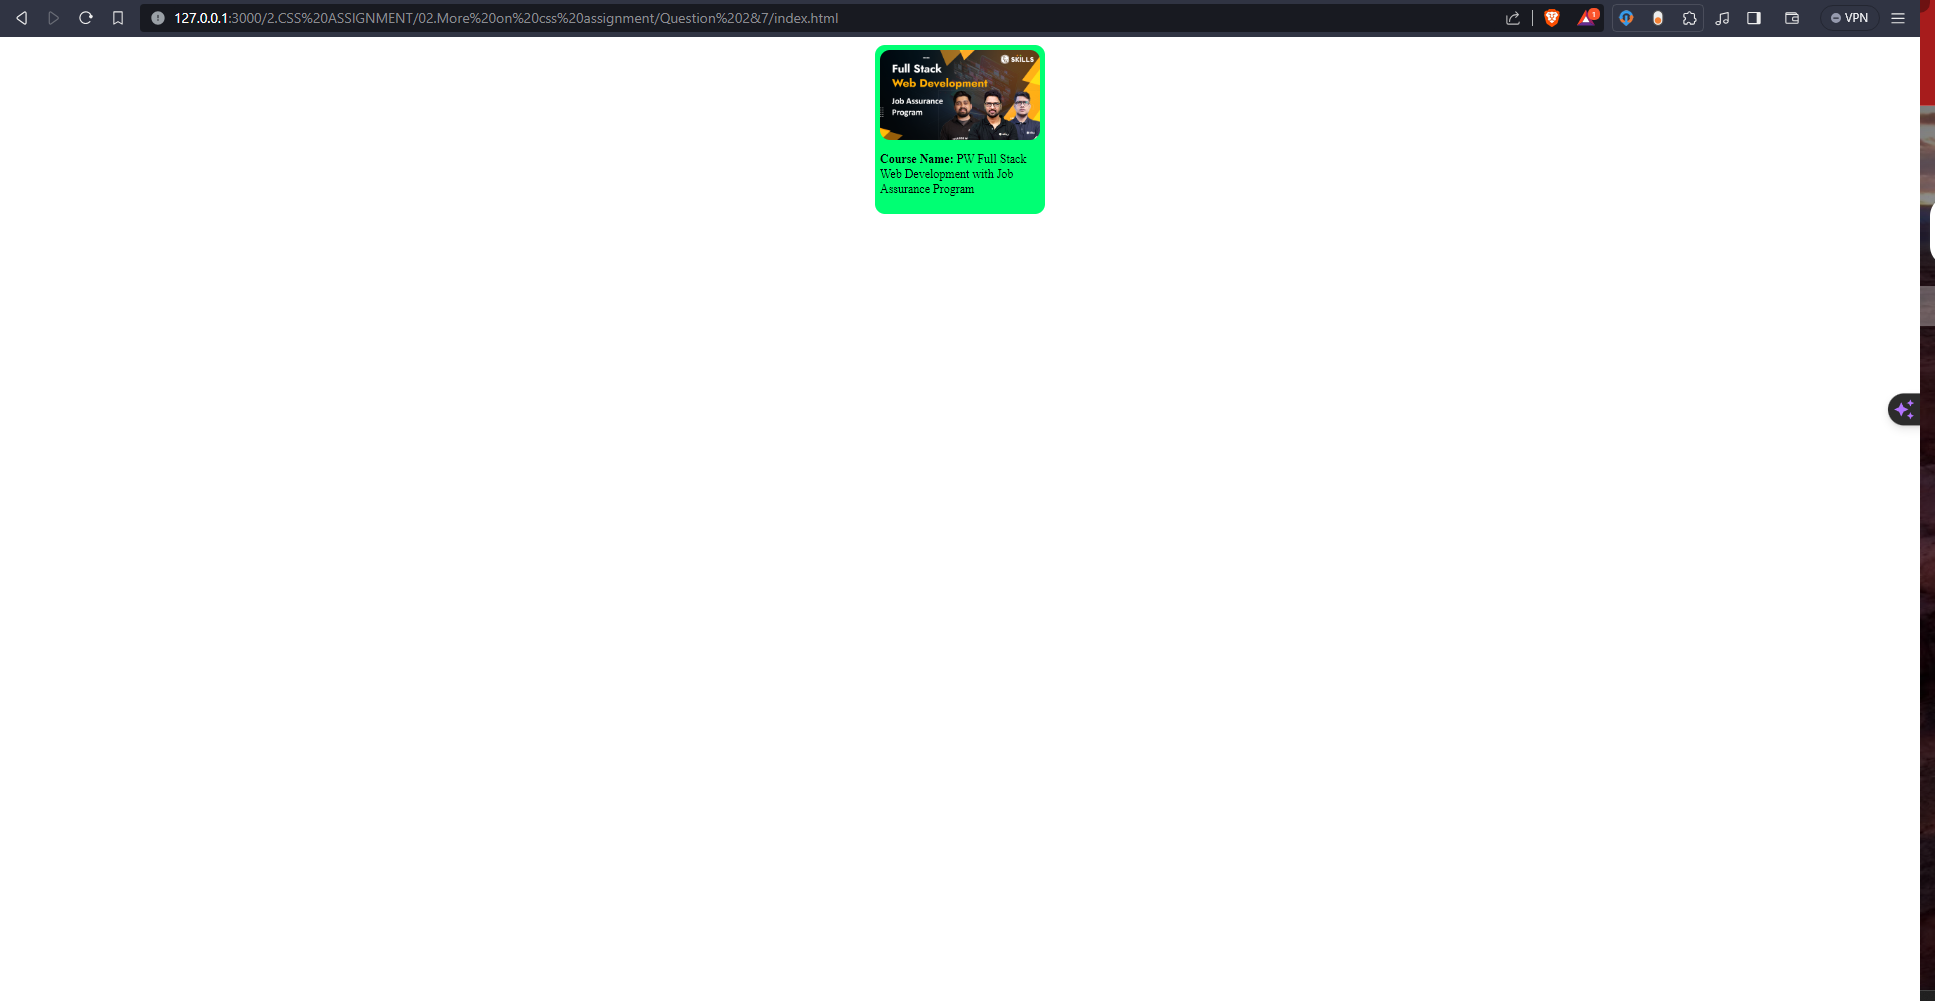 127.0.0.1:3000/2.CSS%20ASSIGNMENT/02.More%20on%20css%20assignment/Question%202&7/index.html
1
VPN
SKILLS
Full Stack
Web Development
Job Assurance
Program
Course Name: PW Full Stack
Web Development with Job
Assurance Program